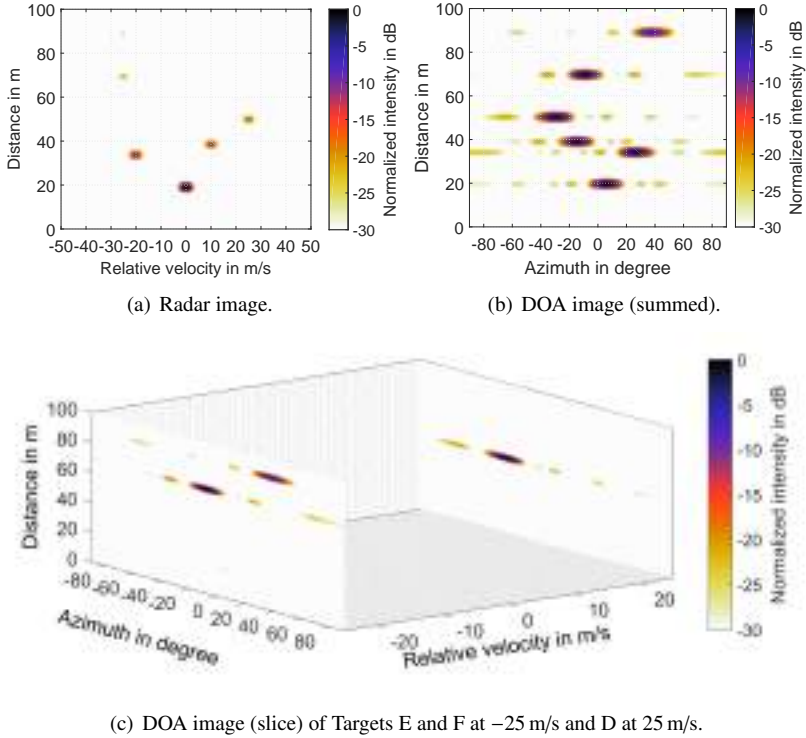 100
80
60
40
20
0
Distance in m
-50-40-30-20-10 0 10 20 30 40 50
Relative velocity in m/s
0
-5
-10
-15
-20
-25
-30
Normalized intensity in dB
(a) Radar image.
100
80
60
40
20
0
Distance in m
-80 -60 -40 -20 0 20 40 60 80
Azimuth in degree
0
-5
-10
-15
-20
-25
-30
Normalized intensity in dB
(b) DOA image (summed).
100
80
60
40
20
0
Distance in m
-80 -60 -40 -20 0 20 40 60 80
Azimuth in degree
-20 -10 0 10 20
Relative velocity in m/s
0
-5
-10
-15
-20
-25
-30
Normalized intensity in dB
(c) DOA image (slice) of Targets E and F at −25 m/s and D at 25 m/s.